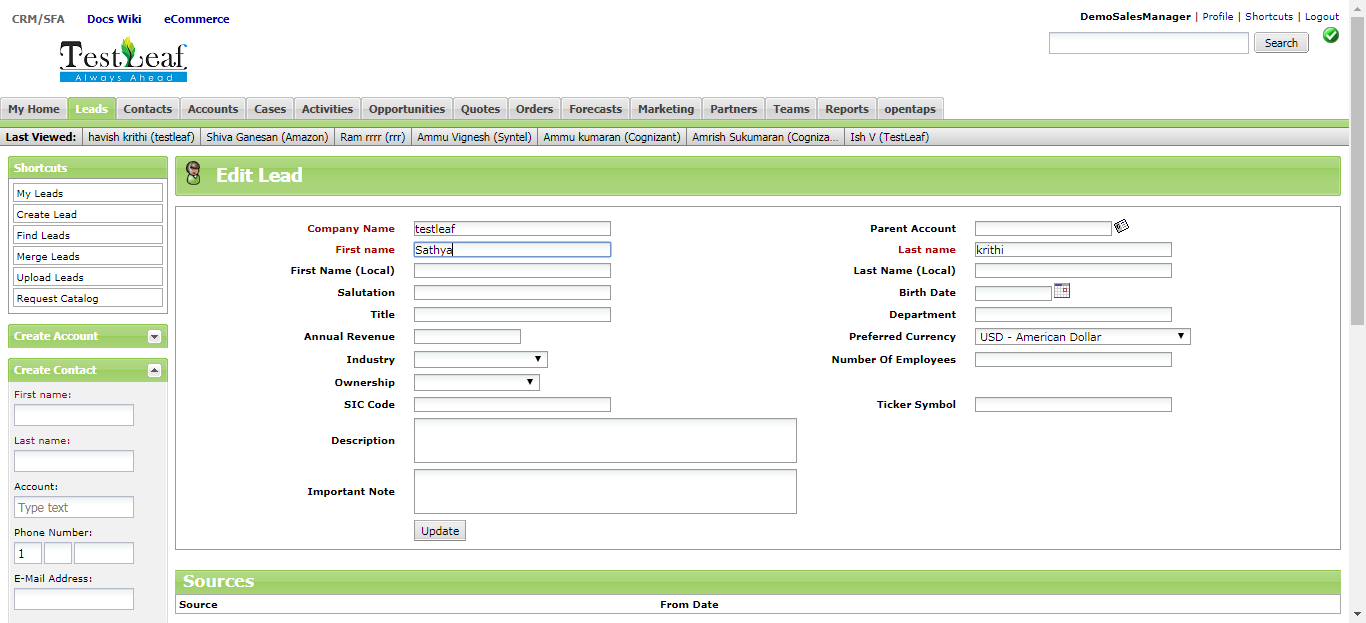 CRM/SFA Docs Wiki eCommerce
DemoSalesManager | Profile | Shortcuts | Logout
TestLeaf
Always Ahead
Search
My Home Leads Contacts Accounts Cases Activities Opportunities Quotes Orders Forecasts Marketing Partners Teams Reports opentaps
Last Viewed: havish krithi (testleaf) Shiva Ganesan (Amazon) Ram rrrr (rrr) Ammu Vignesh (Syntel) Ammu kumaran (Cognizant) Amrish Sukumaran (Cogniza... Ish V (TestLeaf)
Shortcuts
My Leads
Create Lead
Find Leads
Merge Leads
Upload Leads
Request Catalog
Create Account
Create Contact
First name:
Last name:
Account:
Type text
Phone Number:
1
E-Mail Address:
Edit Lead
Company Name testleaf Parent Account
First name Sathya Last name krithi
First Name (Local) Last Name (Local)
Salutation Birth Date
Title Department
Annual Revenue Preferred Currency USD - American Dollar
Industry Number Of Employees
Ownership
SIC Code Ticker Symbol
Description
Important Note
Update
Sources
Source From Date